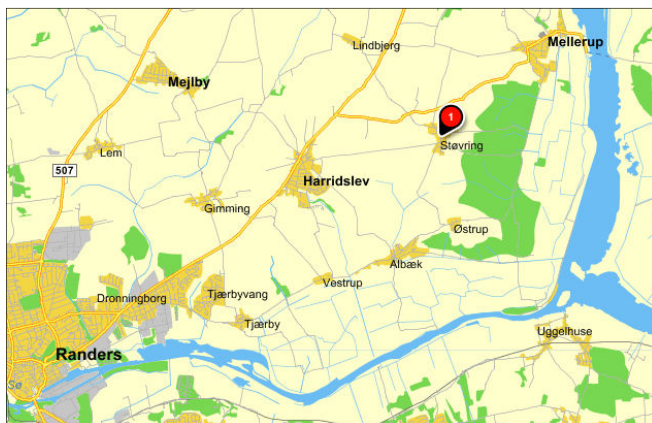 Lindbjerg
Mellerup
Mejlby
1
Støvring
Lem
507
Harridslev
Gimming
Østrup
Albæk
Vestrup
Dronningborg
Tjærbyvang
Tjærby
Uggelhuse
Randers
Sø